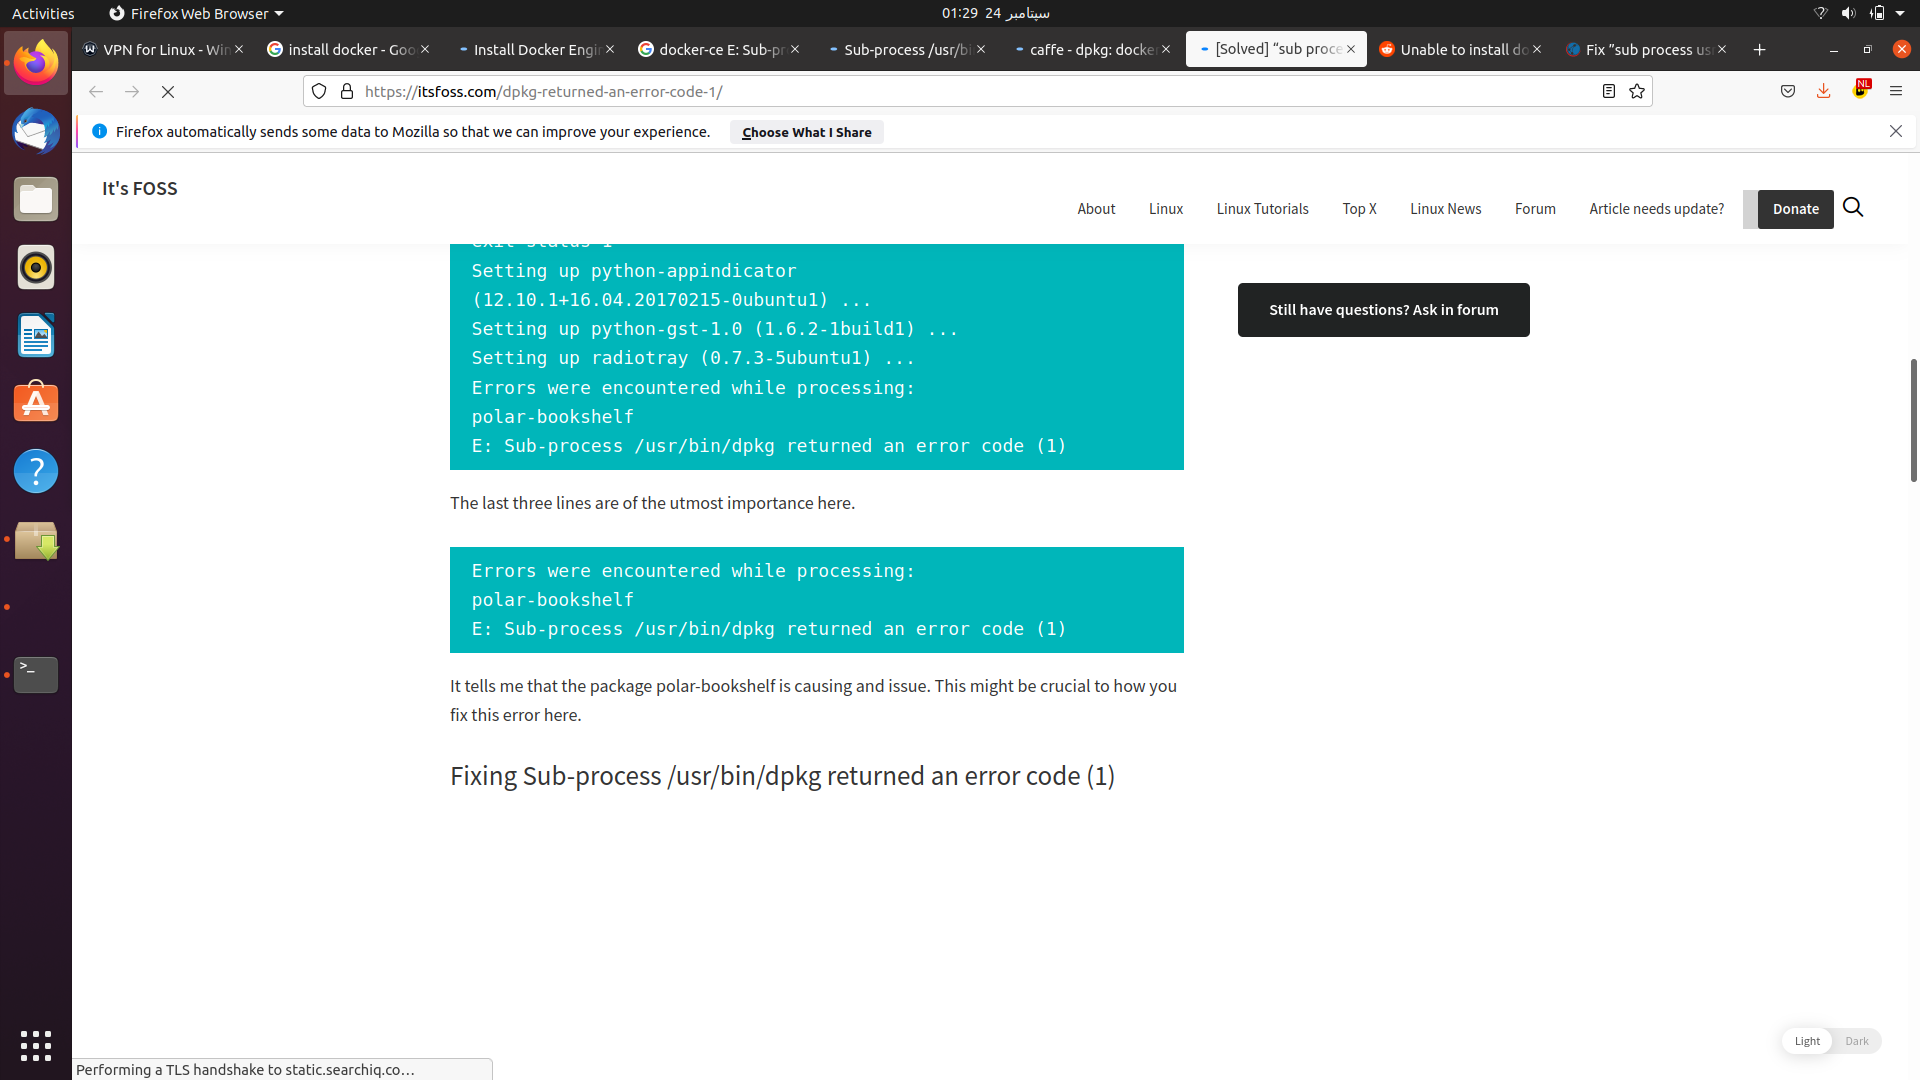 Activities
Firefox Web Browser
01:29 24 سپتامبر
VPN for Linux - Win
install docker - Goo
Install Docker Engin
docker-ce E: Sub-pr
Sub-process /usr/bi
caffe - dpkg: docker
[Solved] “sub proce
Unable to install do
Fix ”sub process us
https://itsfoss.com/dpkg-returned-an-error-code-1/
NL
Firefox automatically sends some data to Mozilla so that we can improve your experience.
Choose What I Share
It's FOSS
About
Linux
Linux Tutorials
Top X
Linux News
Forum
Article needs update?
Donate
exit status 1
Setting up python-appindicator
(12.10.1+16.04.20170215-0ubuntu1) ...
Setting up python-gst-1.0 (1.6.2-1build1) ...
Setting up radiotray (0.7.3-5ubuntu1) ...
Errors were encountered while processing:
polar-bookshelf
E: Sub-process /usr/bin/dpkg returned an error code (1)
Still have questions? Ask in forum
The last three lines are of the utmost importance here.
Errors were encountered while processing:
polar-bookshelf
E: Sub-process /usr/bin/dpkg returned an error code (1)
It tells me that the package polar-bookshelf is causing and issue. This might be crucial to how you
fix this error here.
Fixing Sub-process /usr/bin/dpkg returned an error code (1)
Light
Dark
Performing a TLS handshake to static.searchiq.co…